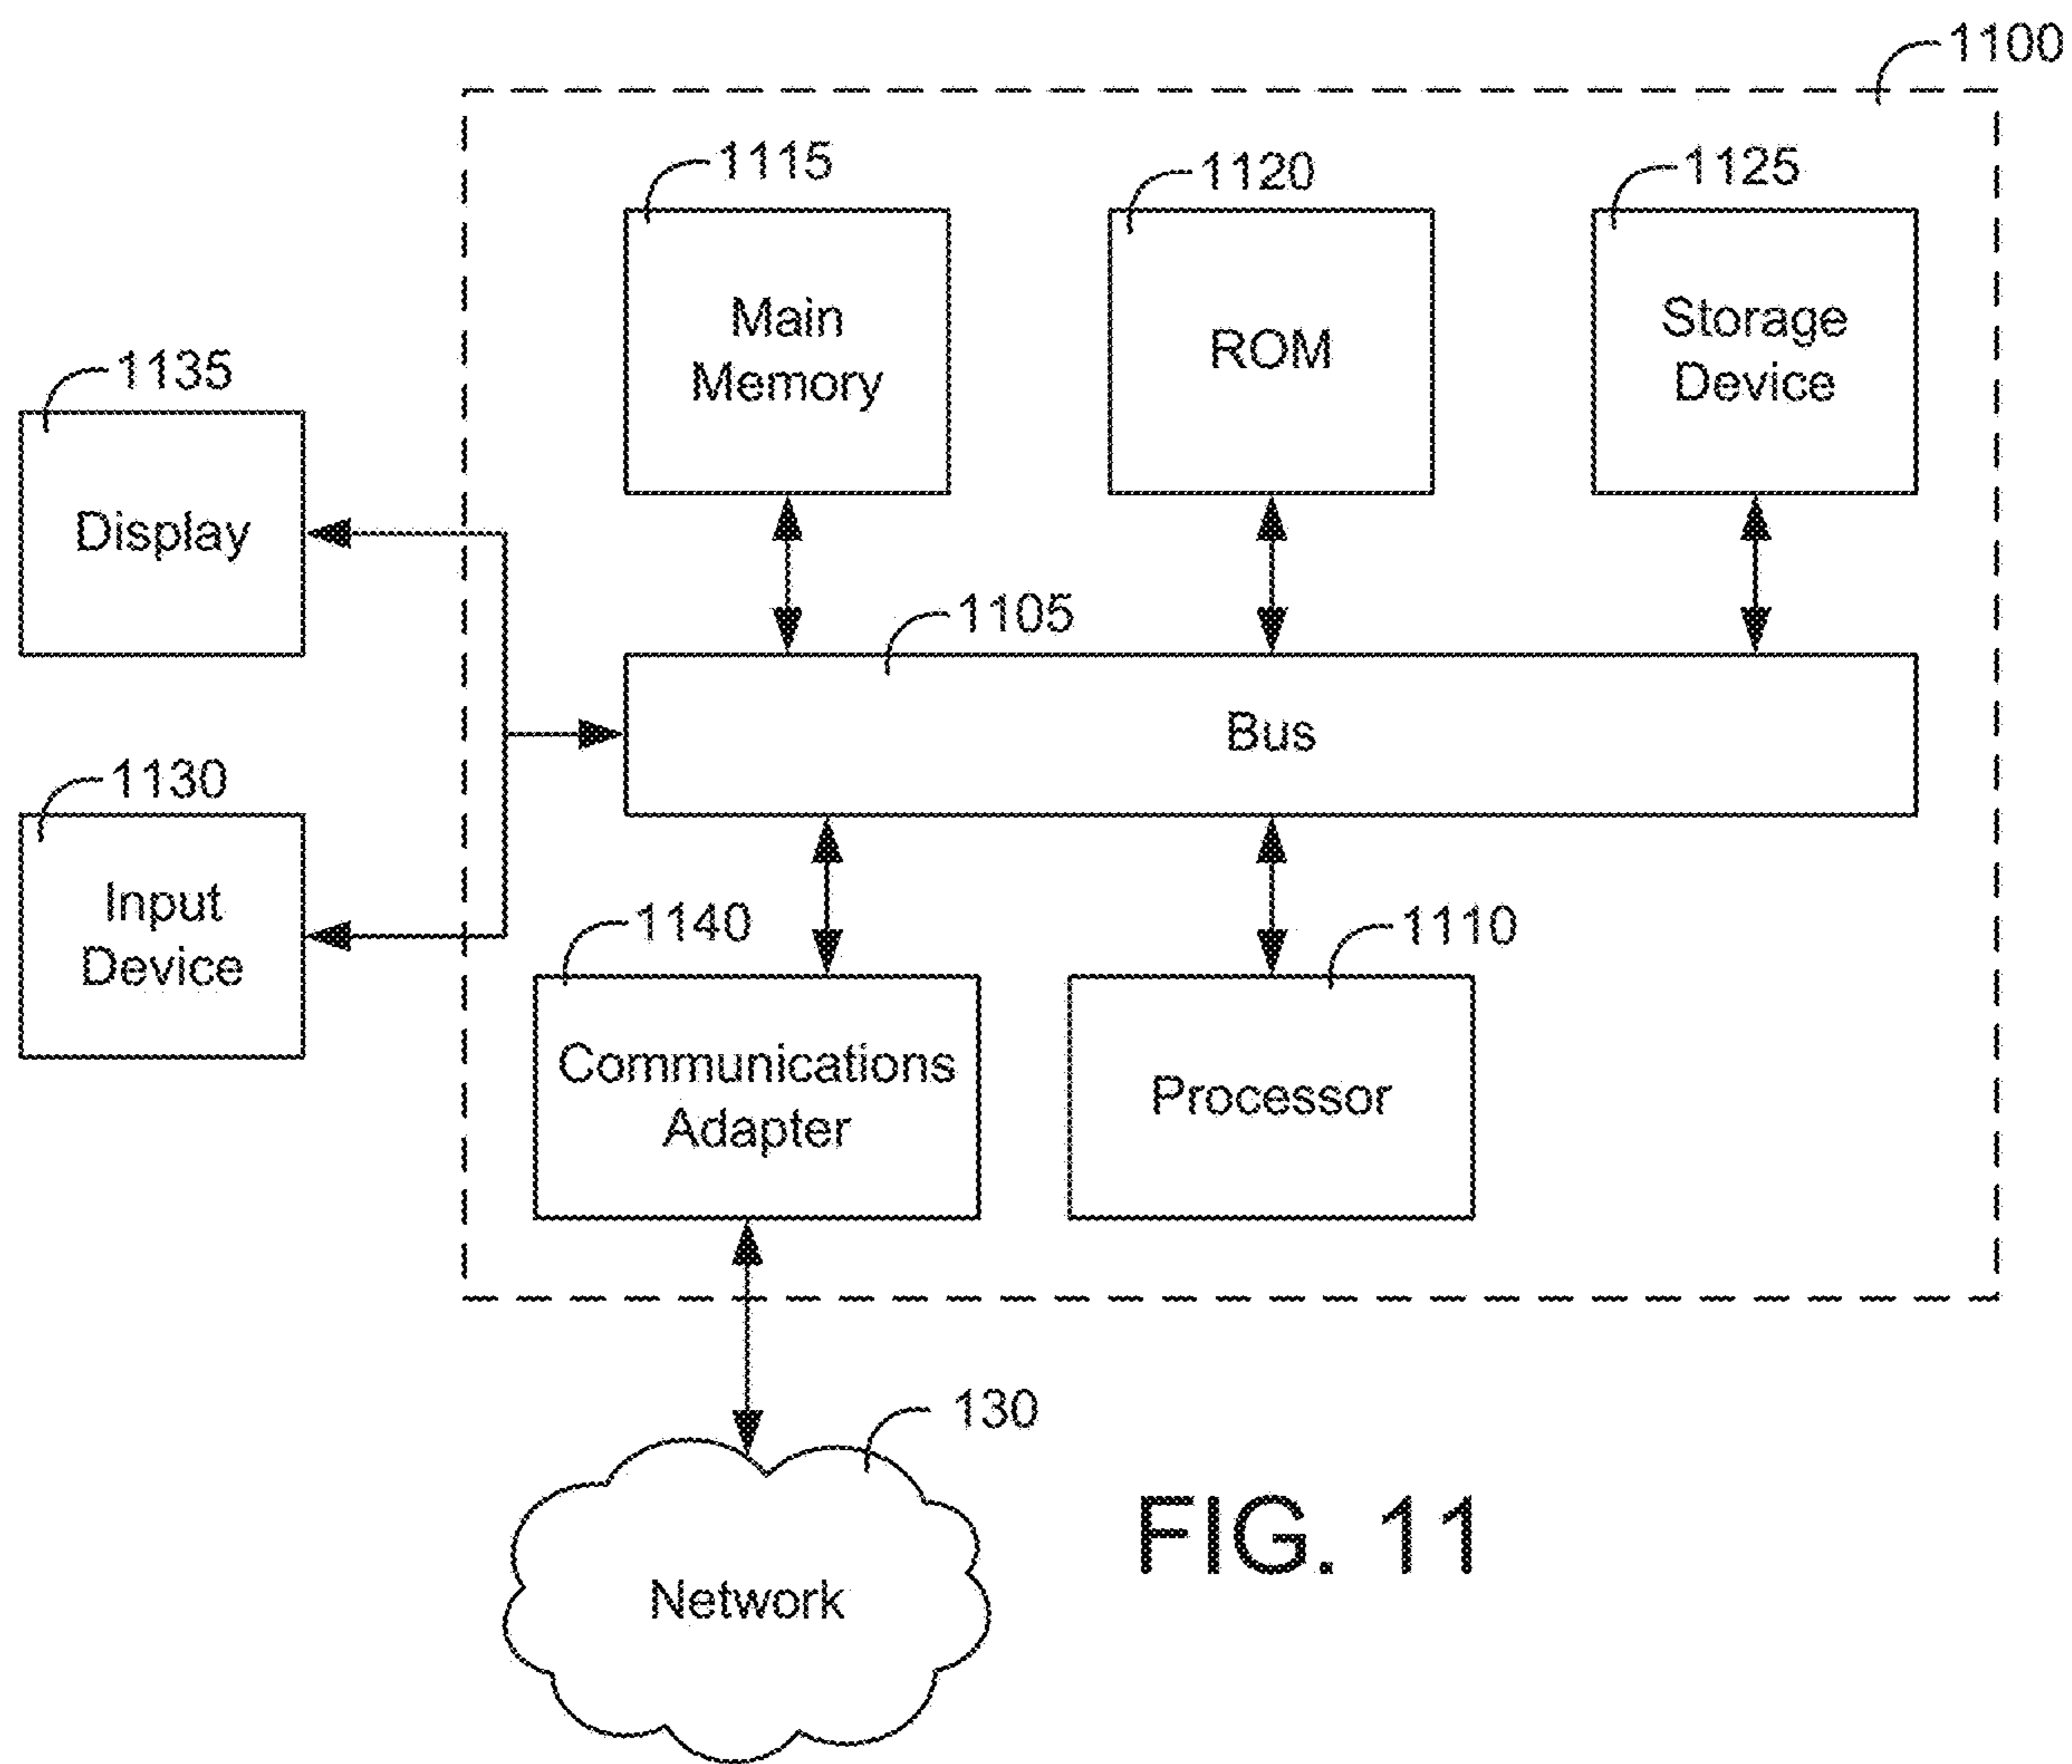 1100
1115
1120
1125
Main
Memory
ROM
Storage
Device
1135
Display
1105
Bus
1130
Input
Device
1140
1110
Communications
Adapter
Processor
130
Network
FIG. 11